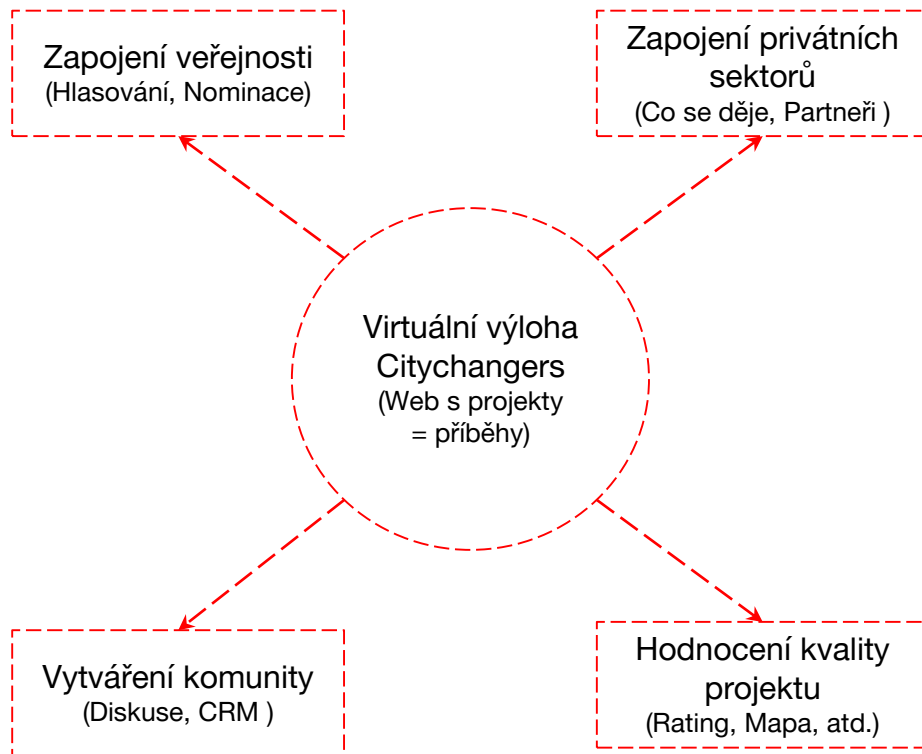 Zapojení veřejnosti
(Hlasování, Nominace)
Zapojení privátních
sektorů
(Co se děje, Partneři )
Virtuální výloha
Citychangers
(Web s projekty
= příběhy)
Vytváření komunity
(Diskuse, CRM )
Hodnocení kvality
projektu
(Rating, Mapa, atd.)